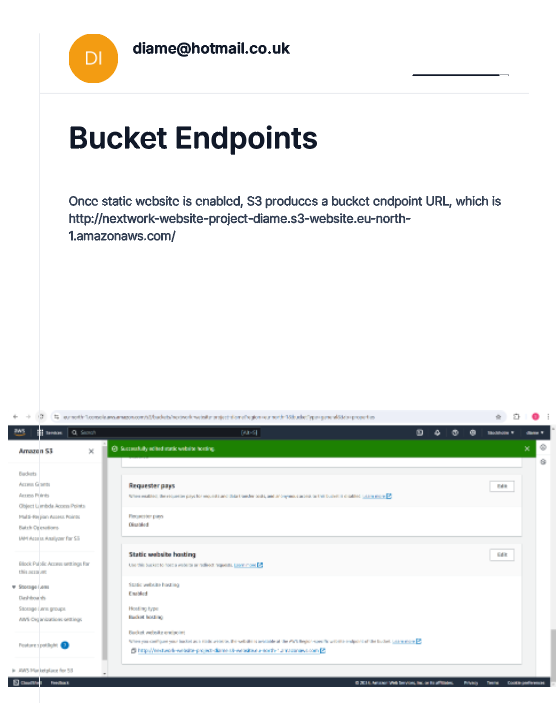 DI
diame@hotmail.co.uk
Bucket Endpoints
Once static website is enabled, S3 produces a bucket endpoint URL, which is
http://nextwork-website-project-diame.s3-website.eu-north-
1.amazonaws.com/
aws
Services
Search
[Alt+S]
Stockholm
diame
Amazon S3
Successfully edited static website hosting.
Buckets
Access Grants
Access Points
Object Lambda Access Points
Multi-Region Access Points
Batch Operations
IAM Access Analyzer for S3
Block Public Access settings for
this account
Storage Lens
Dashboards
Storage Lens groups
AWS Organizations settings
Feature spotlight
AWS Marketplace for S3
Requester pays
Edit
When enabled, the requester pays for requests and data transfer costs, and anonymous access to this bucket is disabled. Learn more
Requester pays
Disabled
Static website hosting
Edit
Use this bucket to host a website or redirect requests. Learn more
Static website hosting
Enabled
Hosting type
Bucket hosting
Bucket website endpoint
When you configure your bucket as a static website, the website is available at the AWS Region-specific website endpoint of the bucket. Learn more
http://nextwork-website-project-diame.s3-website.eu-north-1.amazonaws.com
CloudShell
Feedback
© 2024, Amazon Web Services, Inc. or its affiliates.
Privacy
Terms
Cookie preferences